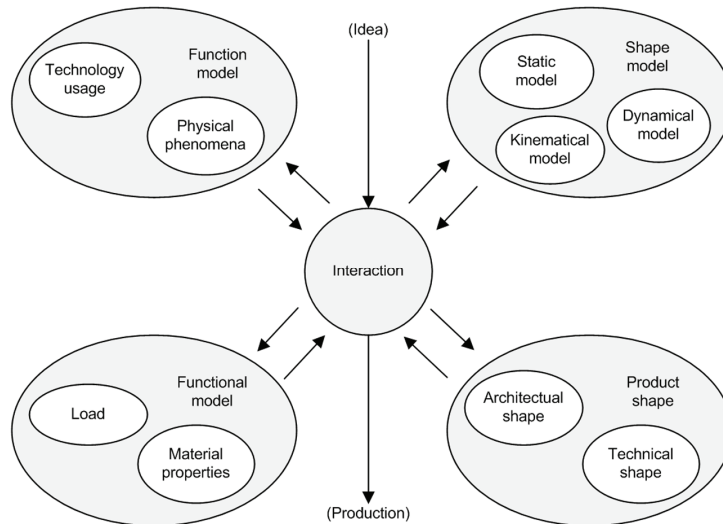 (Idea)
Function
model
Technology
usage
Physical
phenomena
Shape
model
Static
model
Dynamical
model
Kinematical
model
Interaction
Functional
model
Load
Material
properties
Product
shape
Architectual
shape
Technical
shape
(Production)